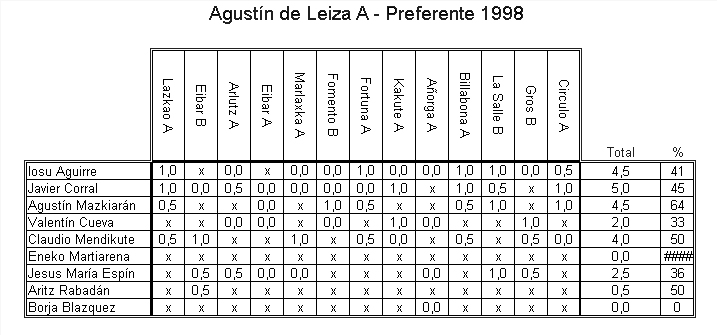 Agustín de Leiza A - Preferente 1998
Lazkao A Eibar B Arlutz A Eibar A Marlaxka A Fomento B Fortuna A Kakute A Añorga A Billabona A La Salle B Gros B Circulo A Total %
Iosu Aguirre 1,0 x 0,0 x 0,0 0,0 1,0 0,0 0,0 1,0 1,0 0,0 0,5 4,5 41
Javier Corral 1,0 0,0 0,5 0,0 0,0 0,0 0,0 1,0 x 1,0 0,5 x 1,0 5,0 45
Agustín Mazkiarán 0,5 x x 0,0 x 1,0 0,5 x x 0,5 1,0 x 1,0 4,5 64
Valentín Cueva x x 0,0 0,0 x 0,0 x 1,0 0,0 x x 1,0 x 2,0 33
Claudio Mendikute 0,5 1,0 x x 1,0 x 0,5 0,0 x 0,5 x 0,5 0,0 4,0 50
Eneko Martiarena x x x x x x x x x x x x x 0,0 ####
Jesus María Espín x 0,5 0,5 0,0 0,0 x x x 0,0 x 1,0 0,5 x 2,5 36
Aritz Rabadán x 0,5 x x x x x x x x x x x 0,5 50
Borja Blazquez x x x x x x x x 0,0 x x x x 0,0 0